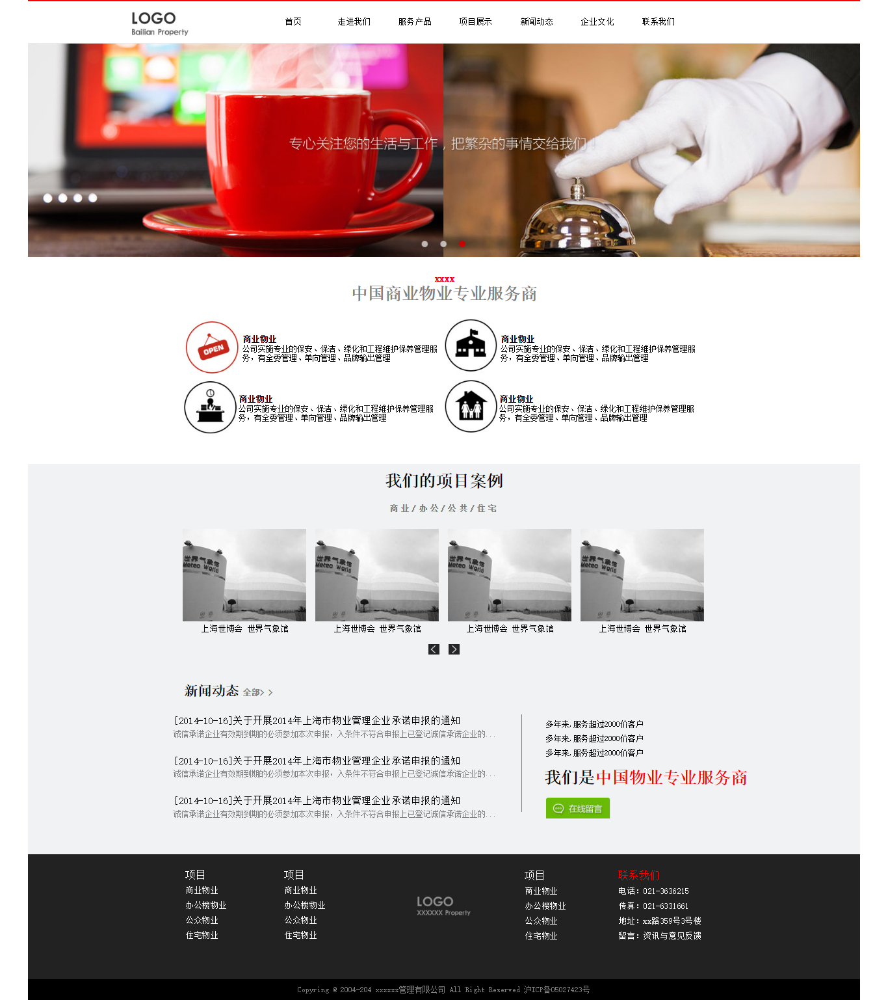 LOGO
Bailian Property
首页 走进我们 服务产品 项目展示 新闻动态 企业文化 联系我们
专心关注您的生活与工作，把繁杂的事情交给我们！
xxxx
中国商业物业专业服务商
OPEN
商业物业
公司实施专业的保安、保洁、绿化和工程维护保养管理服
务，有全委管理、单向管理、品牌输出管理
商业物业
公司实施专业的保安、保洁、绿化和工程维护保养管理服
务，有全委管理、单向管理、品牌输出管理
商业物业
公司实施专业的保安、保洁、绿化和工程维护保养管理服
务，有全委管理、单向管理、品牌输出管理
商业物业
公司实施专业的保安、保洁、绿化和工程维护保养管理服
务，有全委管理、单向管理、品牌输出管理
我们的项目案例
商业/办公/公共/住宅
世界气象馆
Meteo World
世界气象馆
Meteo World
世界气象馆
Meteo World
世界气象馆
Meteo World
上海世博会 世界气象馆
上海世博会 世界气象馆
上海世博会 世界气象馆
上海世博会 世界气象馆
新闻动态 全部> >
[2014-10-16]关于开展2014年上海市物业管理企业承诺申报的通知
诚信承诺企业有效期到期的必须参加本次申报，入条件不符合申报上已登记诚信承诺企业的...
[2014-10-16]关于开展2014年上海市物业管理企业承诺申报的通知
诚信承诺企业有效期到期的必须参加本次申报，入条件不符合申报上已登记诚信承诺企业的...
[2014-10-16]关于开展2014年上海市物业管理企业承诺申报的通知
诚信承诺企业有效期到期的必须参加本次申报，入条件不符合申报上已登记诚信承诺企业的...
多年来,服务超过2000价客户
多年来,服务超过2000价客户
多年来,服务超过2000价客户
我们是中国物业专业服务商
在线留言
项目
商业物业
办公楼物业
公众物业
住宅物业
项目
商业物业
办公楼物业
公众物业
住宅物业
LOGO
XXXXXX Property
项目
商业物业
办公楼物业
公众物业
住宅物业
联系我们
电话：021-3636215
传真：021-6331661
地址：xx路359号3号楼
留言：资讯与意见反馈
Copyring @ 2004-204 xxxxxx管理有限公司 All Right Reserved 沪ICP备05027423号